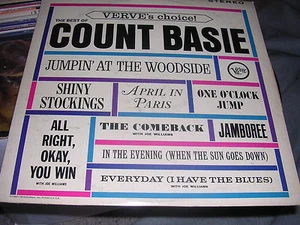 STEREO
VERVE's choice!
THE BEST OF
COUNT BASIE
JUMPIN' AT THE WOODSIDE
VERVE
SHINY
STOCKINGS
APRIL IN
PARIS
ONE O'CLOCK
JUMP
ALL
RIGHT,
OKAY,
YOU WIN
WITH JOE WILLIAMS
THE COMEBACK
WITH JOE WILLIAMS
JAMBOREE
IN THE EVENING (WHEN THE SUN GOES DOWN)
EVERYDAY (I HAVE THE BLUES)
WITH JOE WILLIAMS